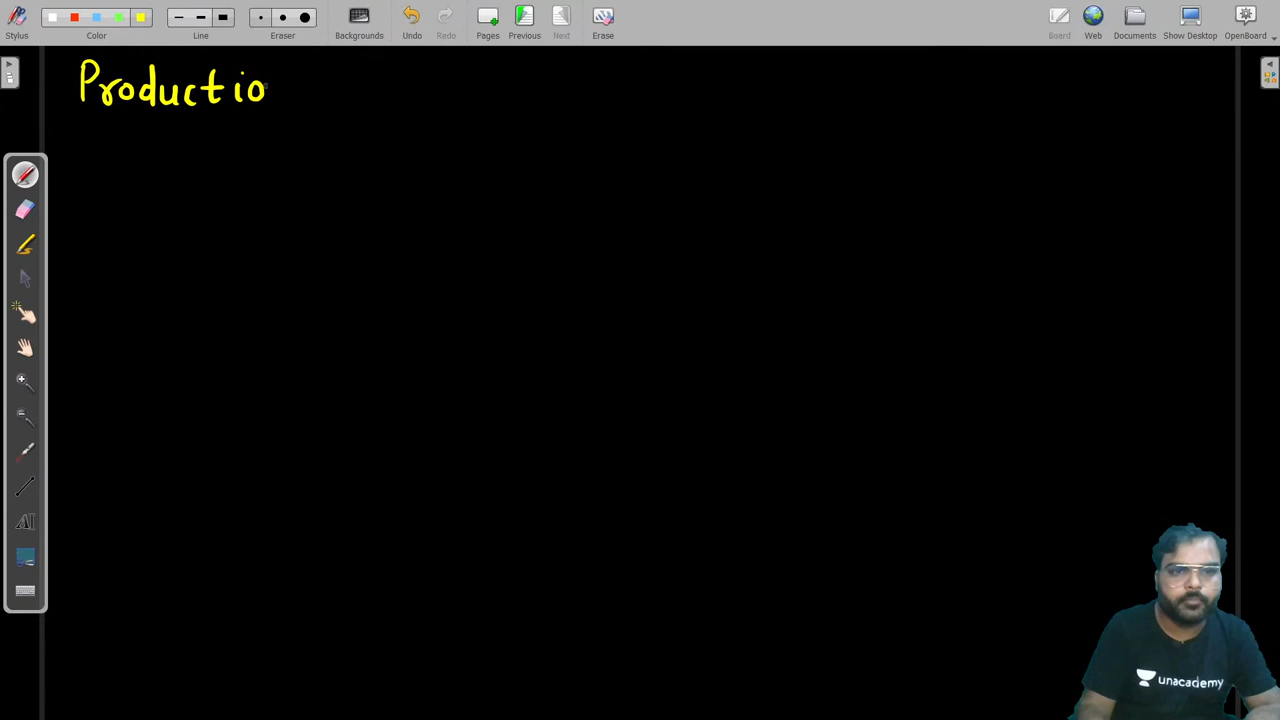 Stylus Color Line Eraser Backgrounds Undo Redo Pages Previous Next Erase Board Web Documents Show Desktop OpenBoard
Productio
AI
unacademy